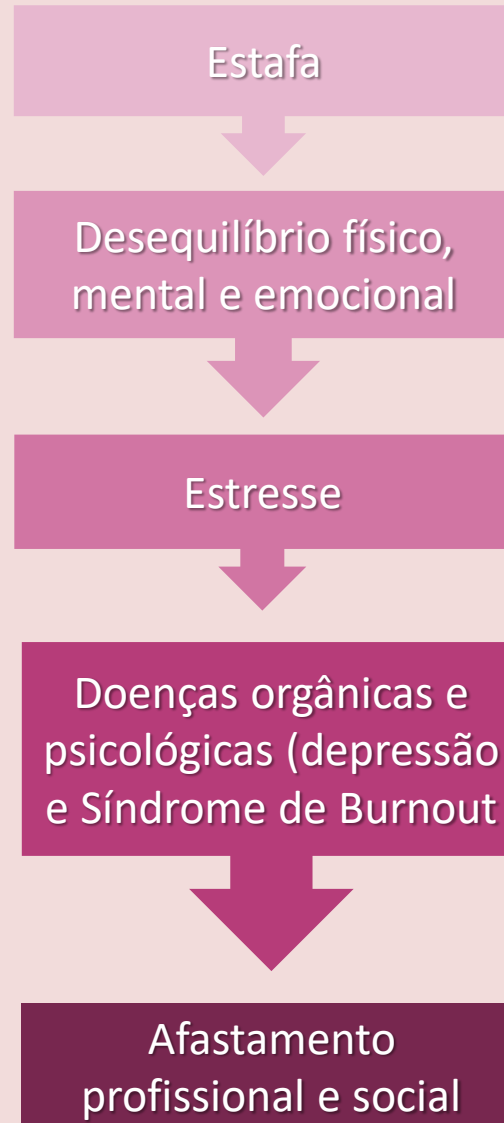 Estafa
Desequilíbrio físico,
mental e emocional
Estresse
Doenças orgânicas e
psicológicas (depressão
e Síndrome de Burnout
Afastamento
profissional e social